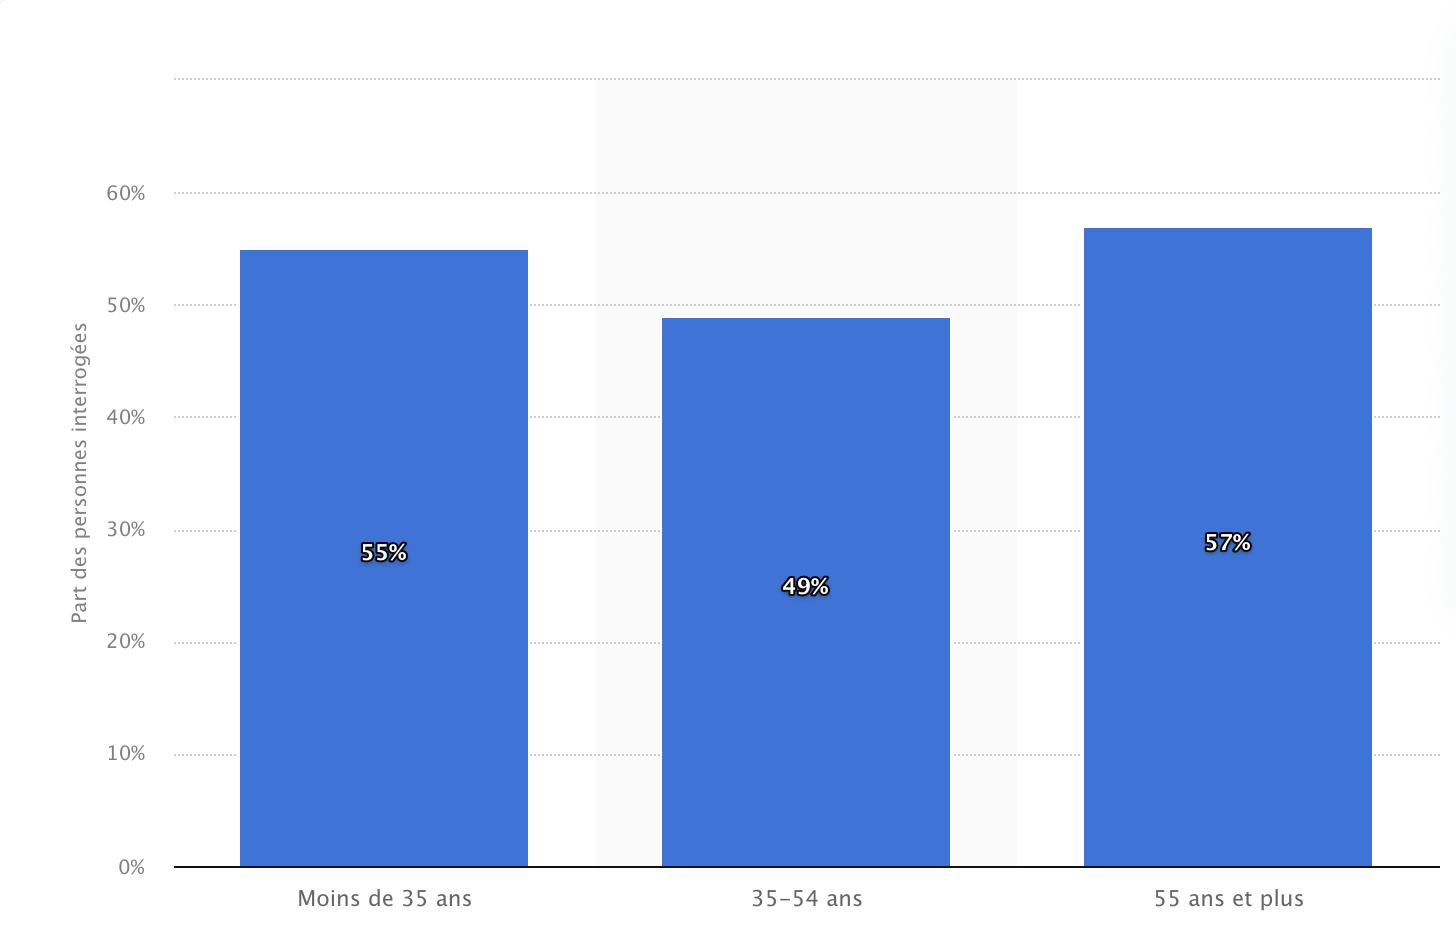 Part des personnes interrogées
60%
50%
40%
30%
20%
10%
0%
55%
49%
57%
Moins de 35 ans
35–54 ans
55 ans et plus